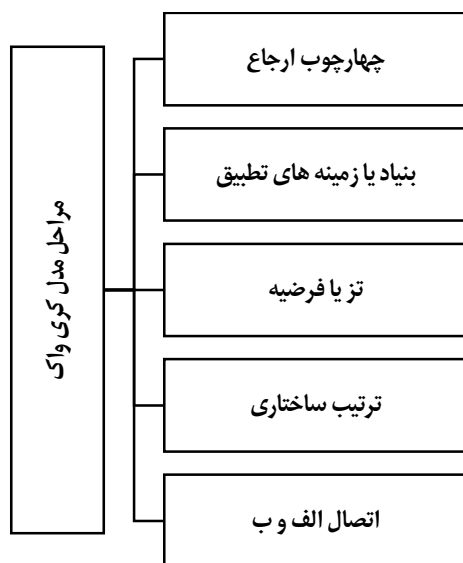 مراحل مدل کری واک
چهارچوب ارجاع
بنیاد یا زمینه های تطبیق
تز یا فرضیه
ترتیب ساختاری
اتصال الف و ب